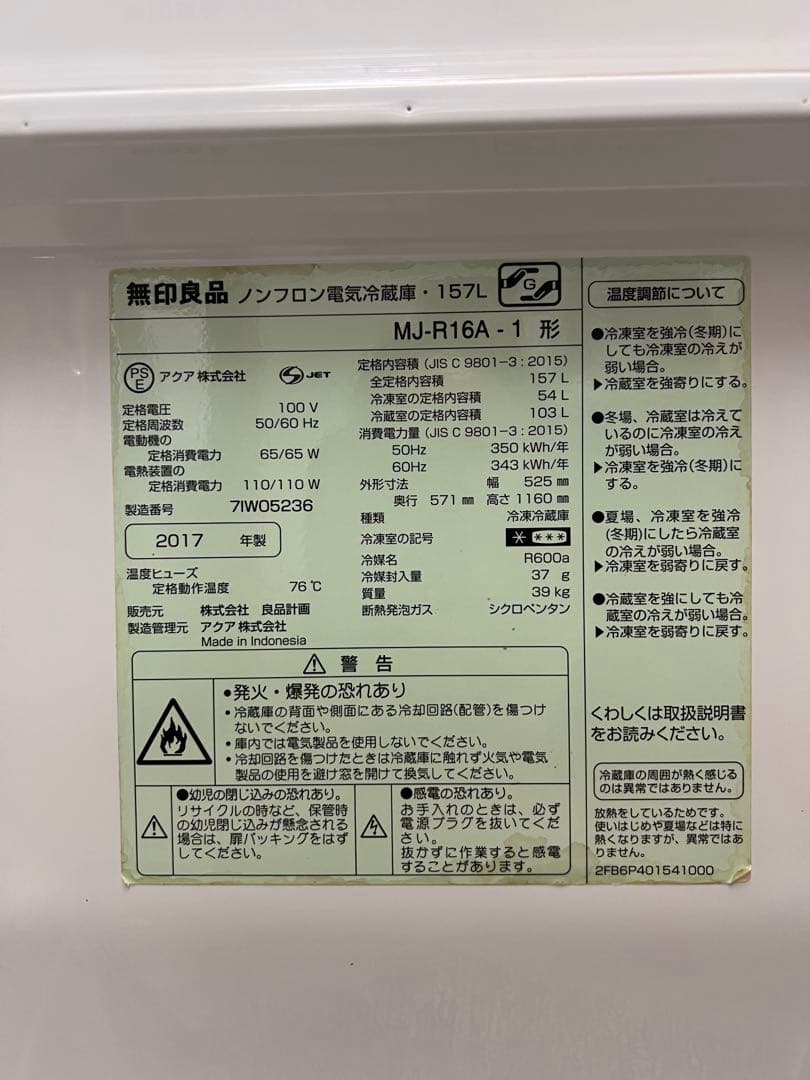 無印良品 ノンフロン電気冷蔵庫・157L G
MJ-R16A - 1 形
PSE アクア株式会社 S JET
定格電圧 100 V
定格周波数 50/60 Hz
電動機の
定格消費電力 65/65 W
電熱装置の
定格消費電力 110/110 W
製造番号 7IW05236
2017 年製
温度ヒューズ
定格動作温度 76℃
販売元 株式会社 良品計画
製造管理元 アクア株式会社
Made in Indonesia
定格内容積 (JIS C 9801-3 : 2015)
全定格内容積 157 L
冷凍室の定格内容積 54 L
冷蔵室の定格内容積 103 L
消費電力量 (JIS C 9801-3 : 2015)
50Hz 350 kWh/年
60Hz 343 kWh/年
外形寸法 幅 525 ㎜
奥行 571 ㎜ 高さ 1160 ㎜
種類 冷凍冷蔵庫
冷凍室の記号 * ***
冷媒名 R600a
冷媒封入量 37 g
質量 39 kg
断熱発泡ガス シクロペンタン
⚠ 警告
●発火・爆発の恐れあり
•冷蔵庫の背面や側面にある冷却回路(配管)を傷つけ
ないでください。
•庫内では電気製品を使用しないでください。
•冷却回路を傷つけたときは冷蔵庫に触れず火気や電気
製品の使用を避け窓を開けて換気してください。
●幼児の閉じ込みの恐れあり。
リサイクルの時など、保管時
の幼児閉じ込みが懸念される
場合は、扉パッキングをはず
してください。
●感電の恐れあり。
お手入れのときは、必ず
電源プラグを抜いてくだ
さい。
抜かずに作業すると感電
することがあります。
温度調節について
●冷凍室を強冷(冬期)に
しても冷凍室の冷えが
弱い場合。
▶冷蔵室を強寄りにする。
●冬場、冷蔵室は冷えて
いるのに冷凍室の冷え
が弱い場合。
▶冷凍室を強冷(冬期)に
する。
●夏場、冷凍室を強冷
(冬期)にしたら冷蔵室
の冷えが弱い場合。
▶冷凍室を弱寄りに戻す。
●冷蔵室を強にしても冷
蔵室の冷えが弱い場合。
▶冷凍室を弱寄りに戻す。
くわしくは取扱説明書
をお読みください。
冷蔵庫の周囲が熱く感じる
のは異常ではありません。
放熱をしているためです。
使いはじめや夏場などは特に
熱くなりますが、異常ではあ
りません。
2FB6P401541000